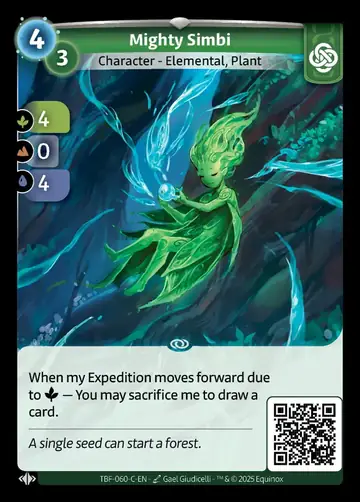 4
Mighty Simbi
3
Character - Elemental, Plant
4
0
4
When my Expedition moves forward due
to — You may sacrifice me to draw a
card.
A single seed can start a forest.
TBF-060-C-EN - Gael Giudicelli - ™ & © 2025 Equinox